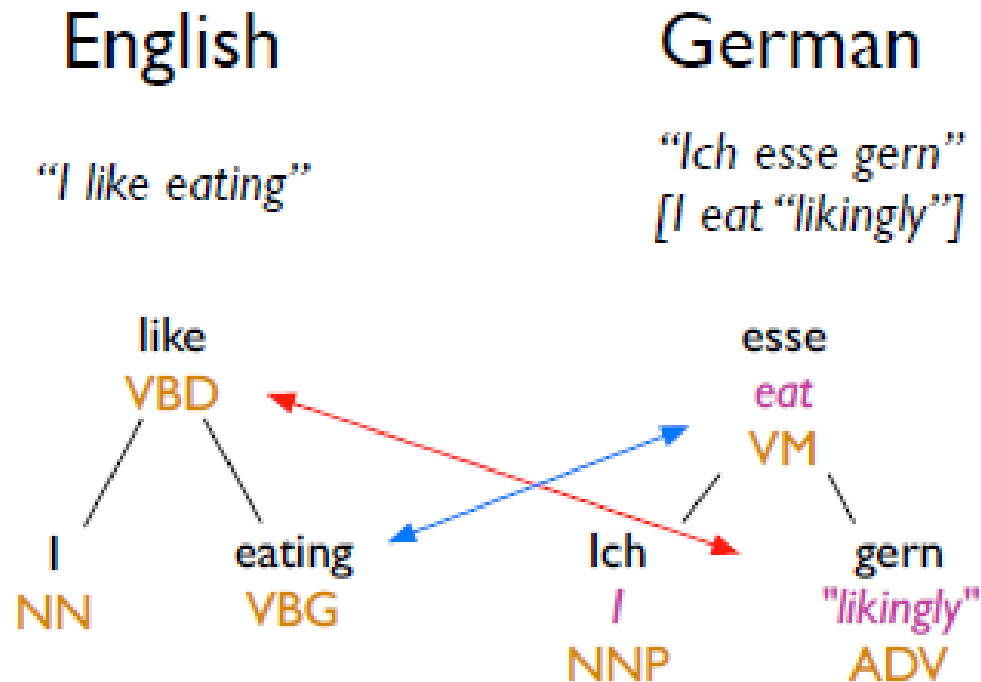 English
German
“I like eating”
“Ich esse gern”
[I eat “likingly”]
like
VBD
I
NN
eating
VBG
esse
eat
VM
Ich
I
NNP
gern
"likingly"
ADV